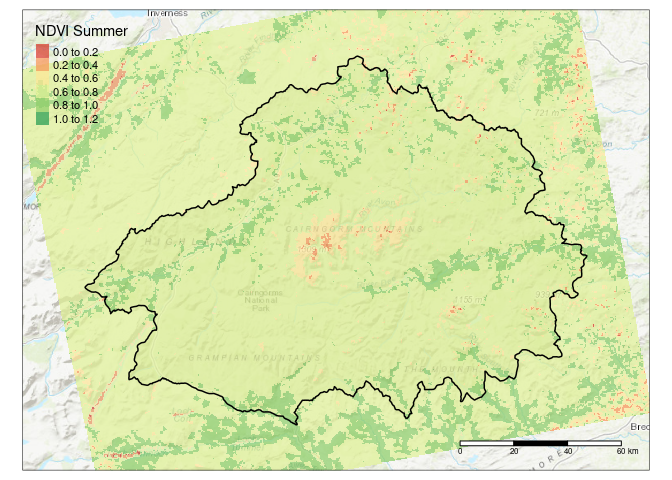 Inverness
NDVI Summer
0.0 to 0.2
0.2 to 0.4
0.4 to 0.6
0.6 to 0.8
0.8 to 1.0
1.0 to 1.2
CAIRNGORM MOUNTAINS
Cairngorms
National
Park
1155 m
GRAMPIAN MOUNTAINS
Brec
0 20 40 60 km